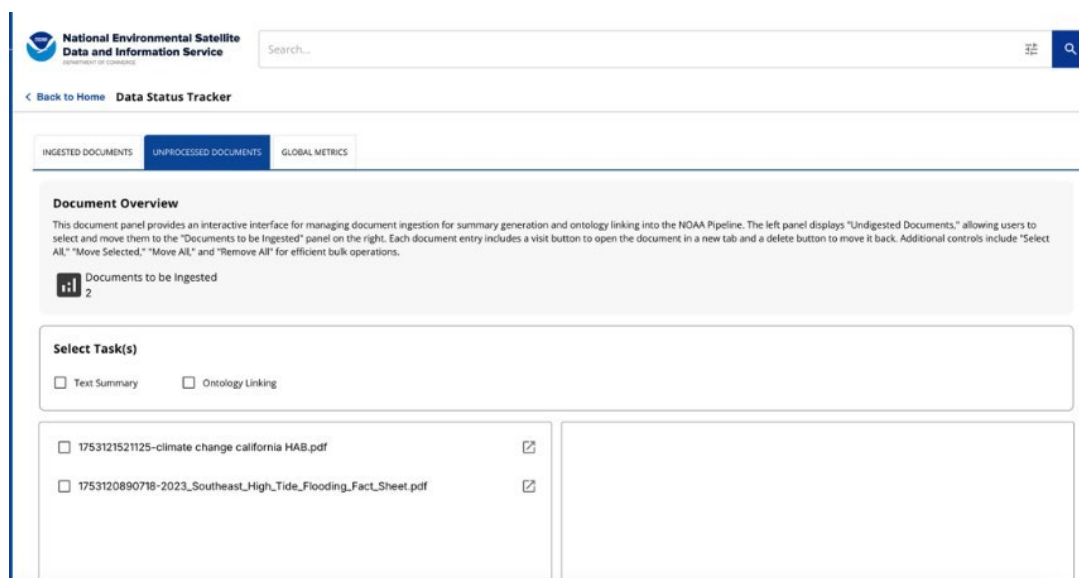 National Environmental Satellite
Data and Information Service
DEPARTMENT OF COMMERCE
Search...
Back to Home Data Status Tracker
INGESTED DOCUMENTS UNPROCESSED DOCUMENTS GLOBAL METRICS
Document Overview
This document panel provides an interactive interface for managing document ingestion for summary generation and ontology linking into the NOAA Pipeline. The left panel displays "Undigested Documents," allowing users to
select and move them to the "Documents to be Ingested" panel on the right. Each document entry includes a visit button to open the document in a new tab and a delete button to move it back. Additional controls include "Select
All," "Move Selected," "Move All," and "Remove All" for efficient bulk operations.
Documents to be Ingested
2
Select Task(s)
Text Summary Ontology Linking
1753121521125-climate change california HAB.pdf
1753120890718-2023_Southeast_High_Tide_Flooding_Fact_Sheet.pdf